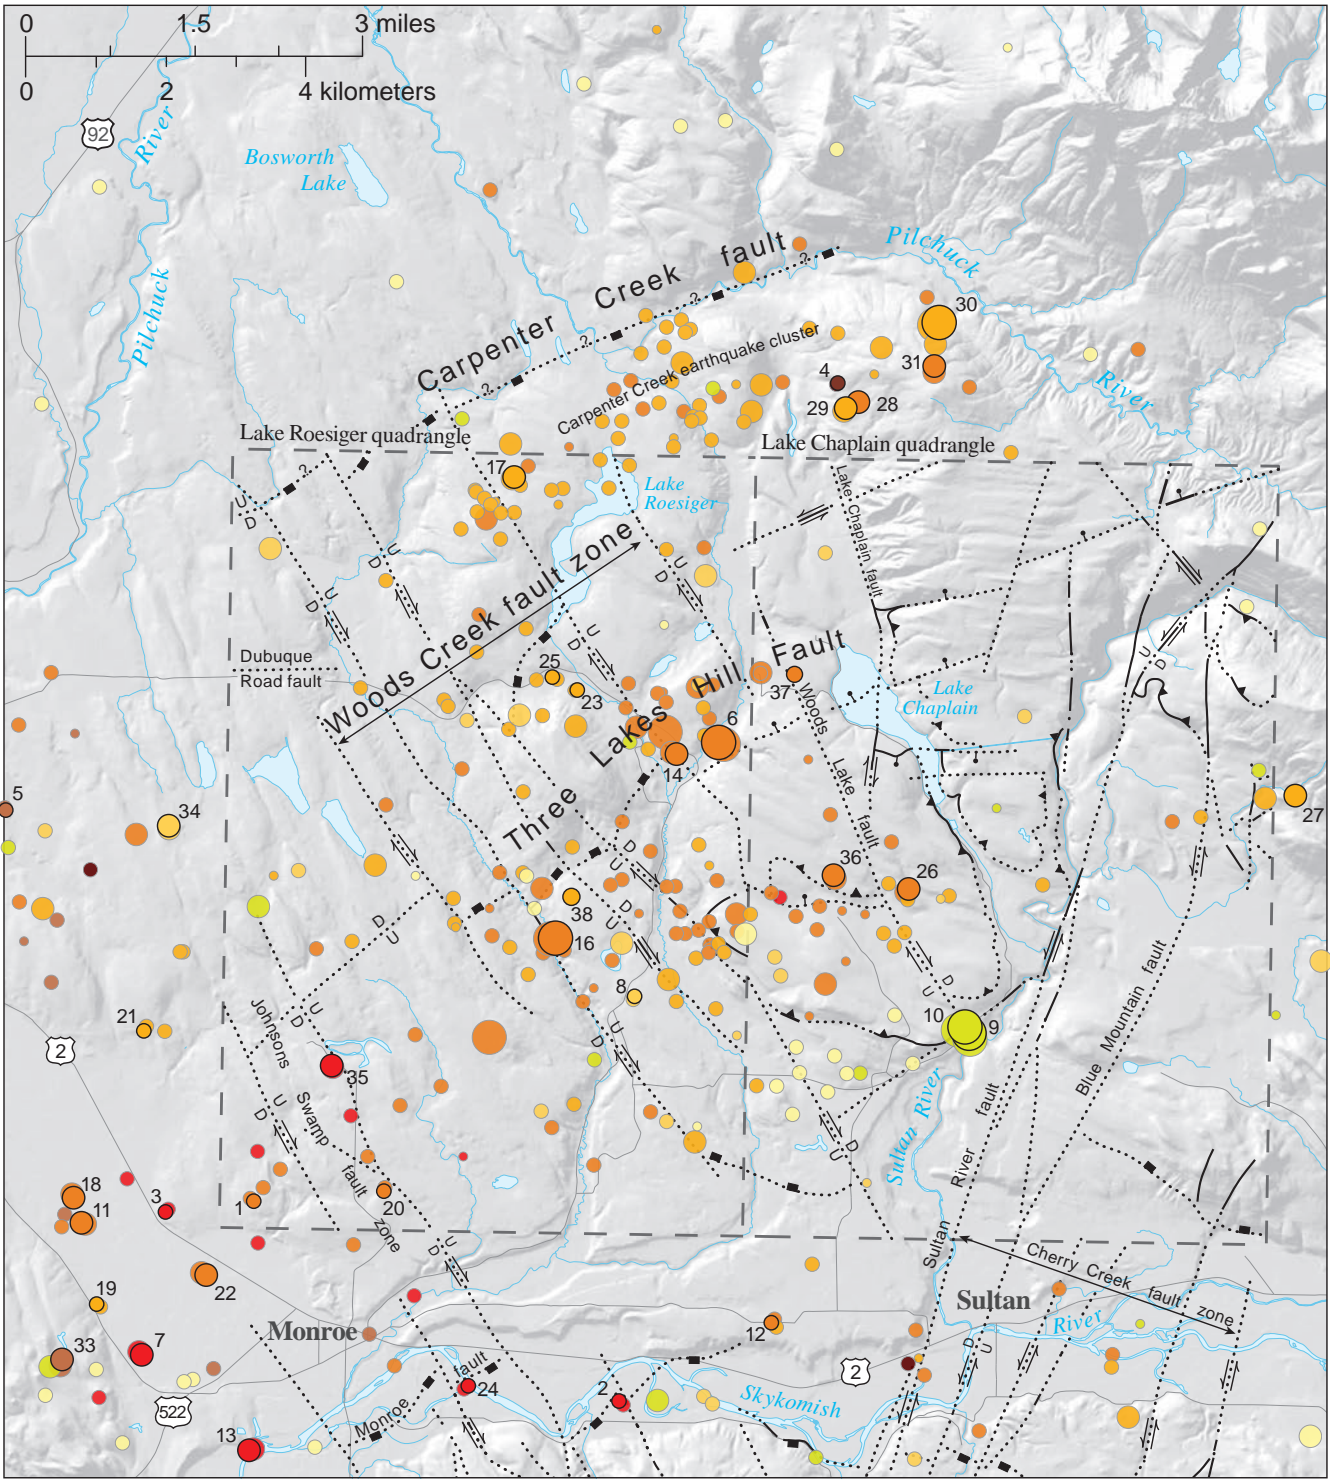 0 1.5 3 miles
0 2 4 kilometers
92
River
Bosworth
Lake
Pilchuck
Pilchuck
River
Carpenter Creek fault
? ? ? ? ?
Carpenter Creek earthquake cluster
30
31
4
29
28
Lake Roesiger quadrangle
Lake Chaplain quadrangle
17
Lake
Roesiger
Lake Chaplain fault
U
D
U
D
U
D
U
D
U
D
U
D
Woods Creek fault zone
Dubuque
Road fault
25
23
Three Lakes Hill Fault
37
6
14
Lake
Chaplain
Woods Lake fault
5
34
27
36
26
38
16
8
D
U
D
U
D
U
D
U
21
2
Johnsons Swamp fault zone
U
D
U
D
U
D
35
10
9
Blue Mountain fault
Sultan River
Sultan River fault
D
U
18
11
3
1
20
22
19
33
7
U
D
Monroe
522
13
Monroe fault
24
2
12
2
Skykomish
River
Sultan
Cherry Creek fault zone
D
U